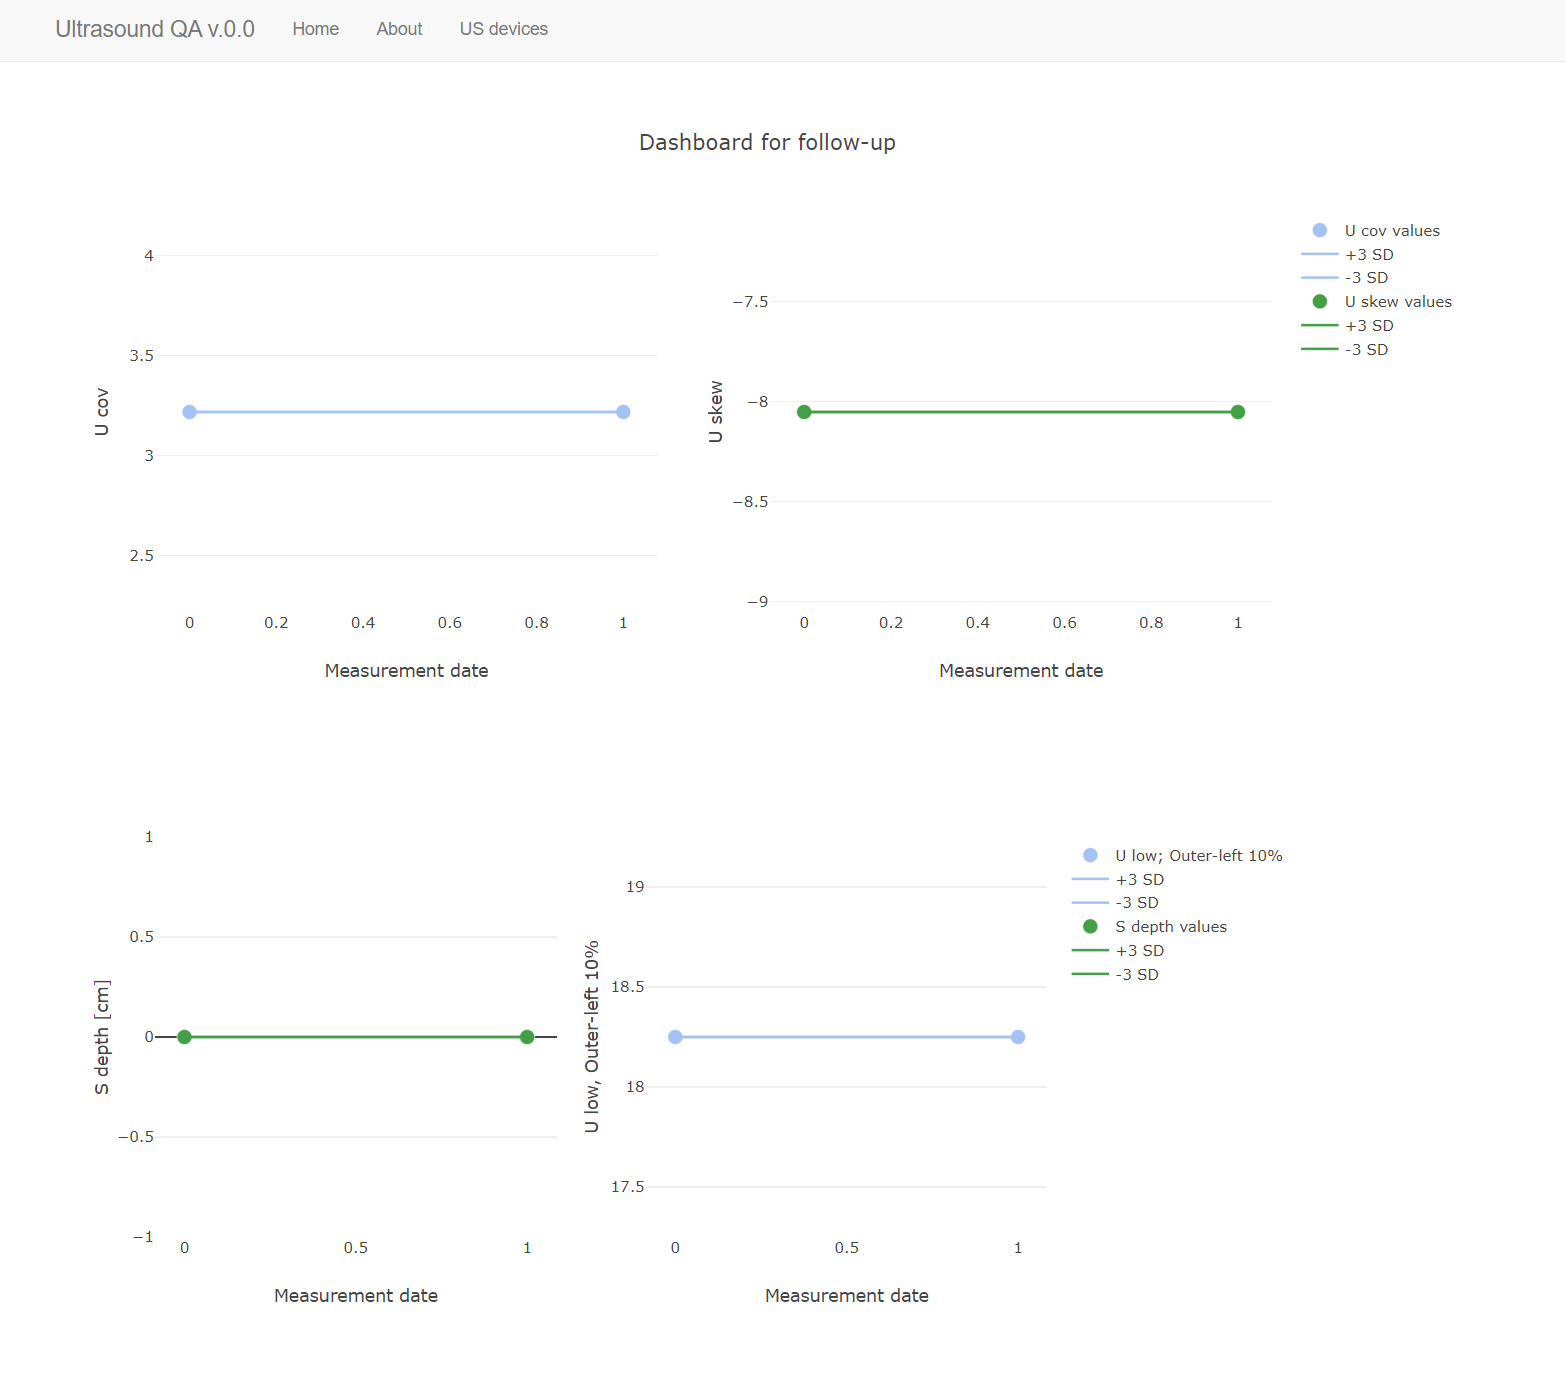 Ultrasound QA v.0.0 Home About US devices
Dashboard for follow-up
4
3.5
3
2.5
U cov
0 0.2 0.4 0.6 0.8 1
Measurement date
−7.5
−8
−8.5
−9
U skew
0 0.2 0.4 0.6 0.8 1
Measurement date
U cov values
+3 SD
-3 SD
U skew values
+3 SD
-3 SD
1
0.5
0
−0.5
−1
S depth [cm]
0 0.5 1
Measurement date
19
18.5
18
17.5
U low, Outer-left 10%
0 0.5 1
Measurement date
U low; Outer-left 10%
+3 SD
-3 SD
S depth values
+3 SD
-3 SD